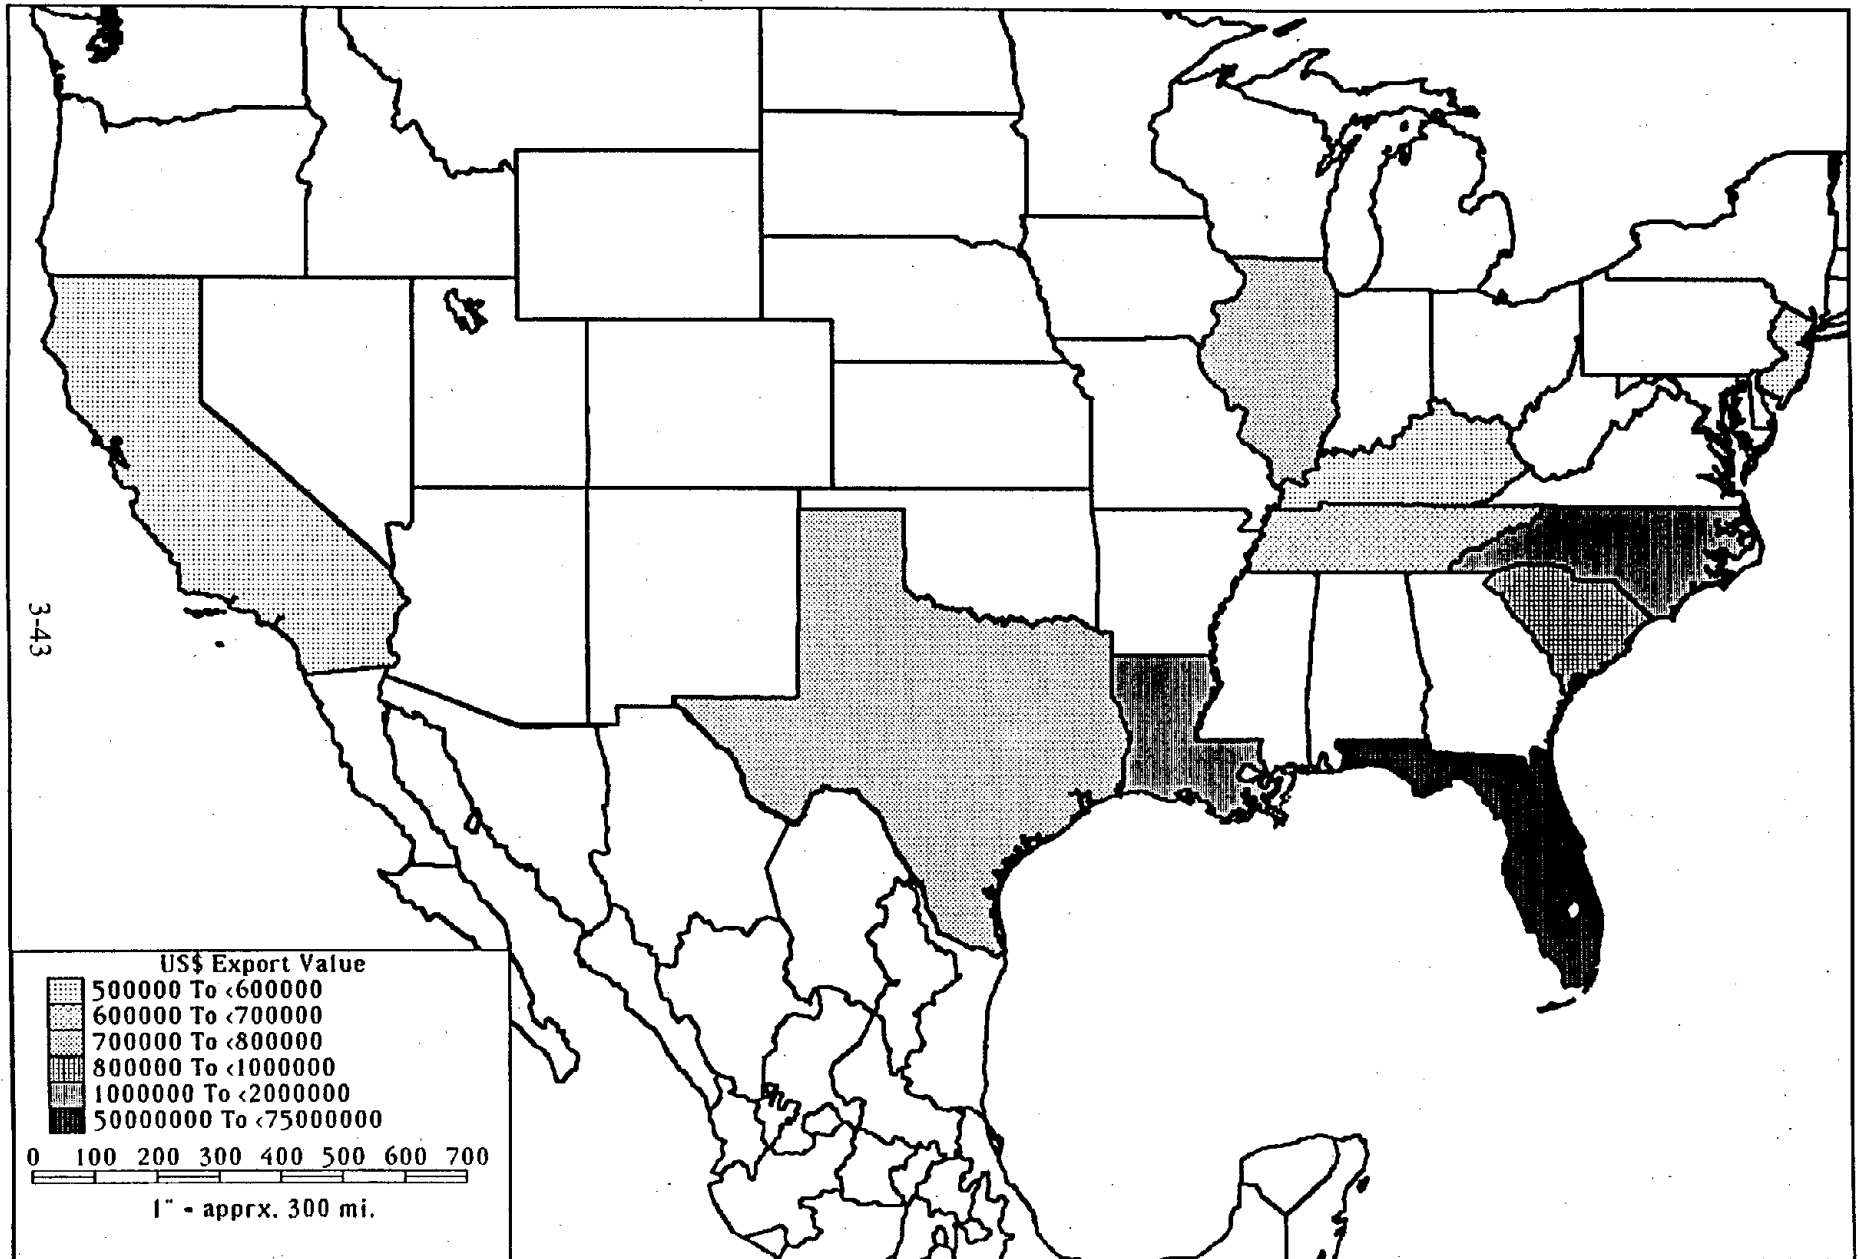 3-43
US$ Export Value
500000 To <600000
600000 To <700000
700000 To <800000
800000 To <1000000
1000000 To <2000000
50000000 To <75000000
0 100 200 300 400 500 600 700
1" - apprx. 300 mi.